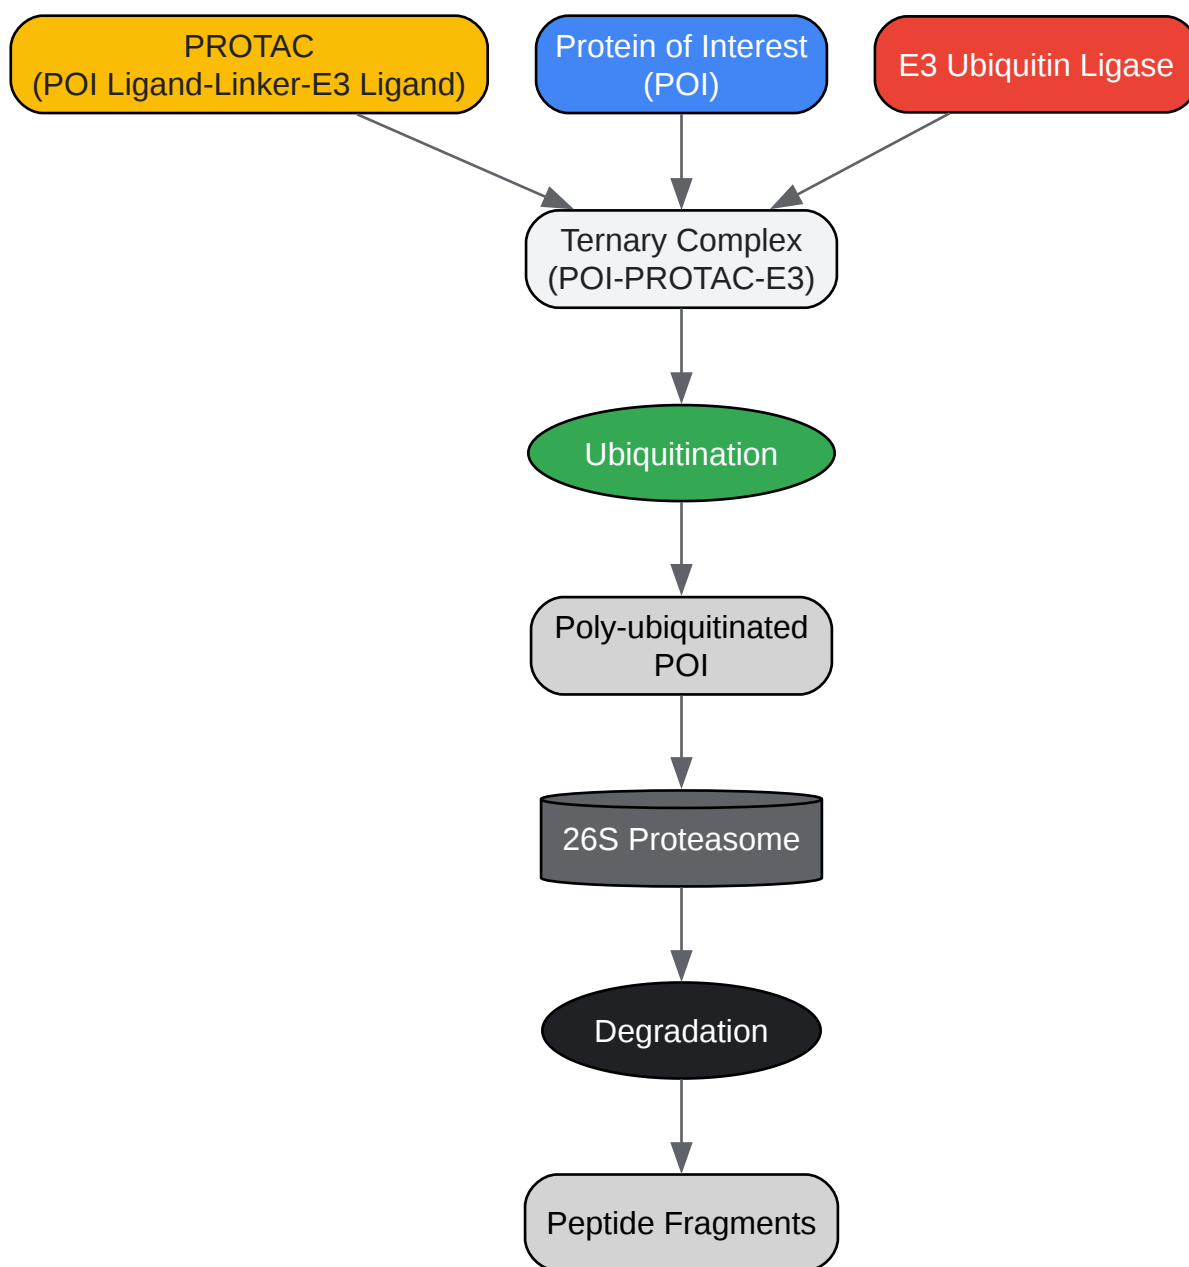 PROTAC
(POI Ligand-Linker-E3 Ligand)
Protein of Interest
(POI)
E3 Ubiquitin Ligase
Ternary Complex
(POI-PROTAC-E3)
Ubiquitination
Poly-ubiquitinated
POI
26S Proteasome
Degradation
Peptide Fragments